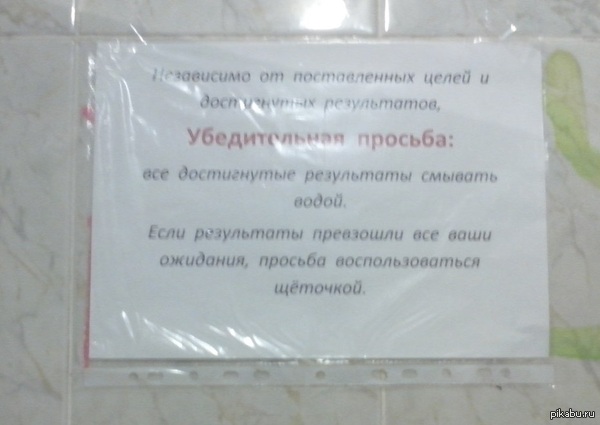 Независимо от поставленных целей и
достигнутых результатов,
Убедительная просьба:
все достигнутые результаты смывать
водой.
Если результаты превзошли все ваши
ожидания, просьба воспользоваться
щёточкой.
pikabu.ru